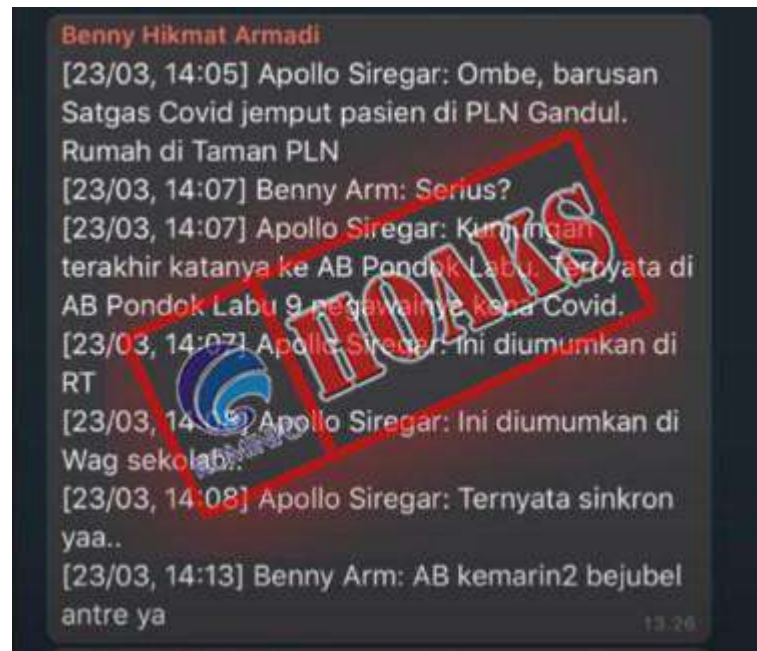 Benny Hikmat Armadi
[23/03, 14:05] Apollo Siregar: Ombe, barusan
Satgas Covid jemput pasien di PLN Gandul.
Rumah di Taman PLN
[23/03, 14:07] Benny Arm: Serius?
[23/03, 14:07] Apollo Siregar: Kunjungan
terakhir katanya ke AB Pondok Labu. Ternyata di
AB Pondok Labu 9 pegawainya kena Covid.
[23/03, 14:07] Apollo Siregar: Ini diumumkan di
RT
[23/03, 14: Apollo Siregar: Ini diumumkan di
Wag sekolah..
[23/03, 14:08] Apollo Siregar: Ternyata sinkron
yaa..
[23/03, 14:13] Benny Arm: AB kemarin2 bejubel
antre ya
13.26
HOAKS
KOMINFO